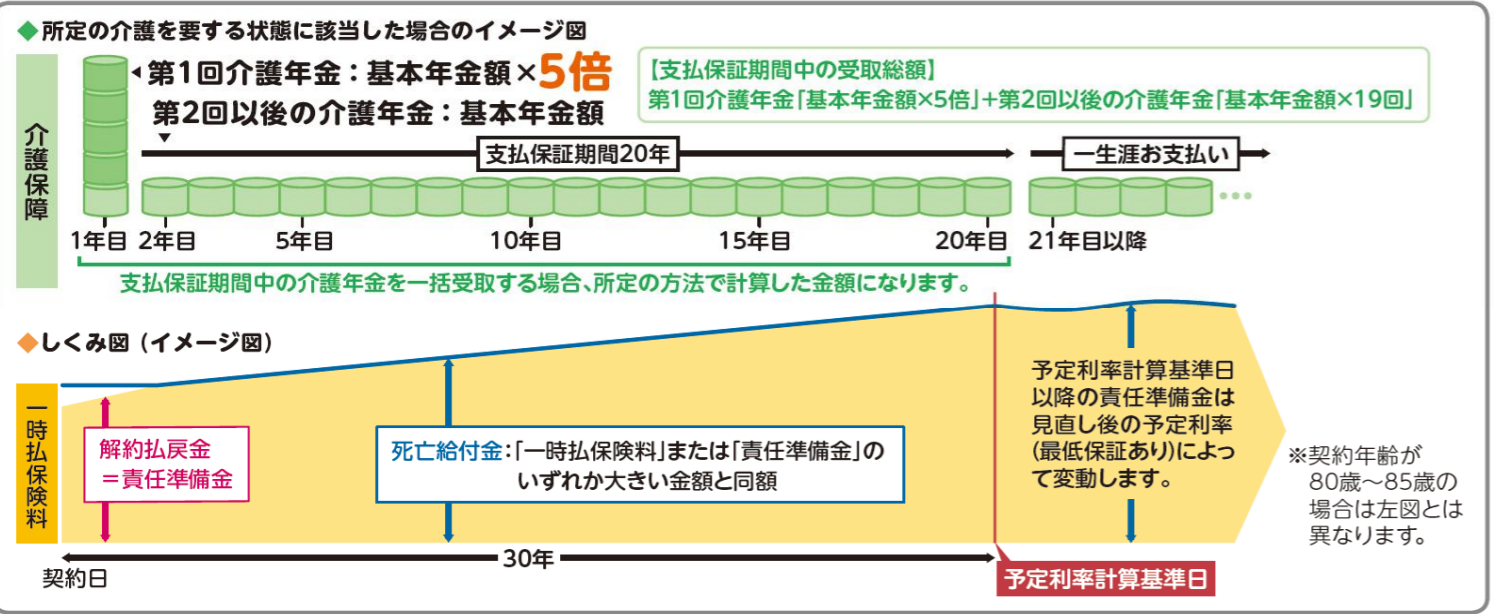 ◆所定の介護を要する状態に該当した場合のイメージ図
介護保障
第1回介護年金：基本年金額×5倍
第2回以後の介護年金：基本年金額
【支払保証期間中の受取総額】
第1回介護年金「基本年金額×5倍」＋第2回以後の介護年金「基本年金額×19回」
支払保証期間20年
一生涯お支払い
1年目 2年目 5年目 10年目 15年目 20年目 21年目以降
支払保証期間中の介護年金を一括受取する場合、所定の方法で計算した金額になります。
◆しくみ図（イメージ図）
一時払保険料
解約払戻金
＝責任準備金
死亡給付金：「一時払保険料」または「責任準備金」の
いずれか大きい金額と同額
予定利率計算基準日
以降の責任準備金は
見直し後の予定利率
(最低保証あり)によっ
て変動します。
※契約年齢が
80歳～85歳の
場合は左図とは
異なります。
30年
契約日
予定利率計算基準日